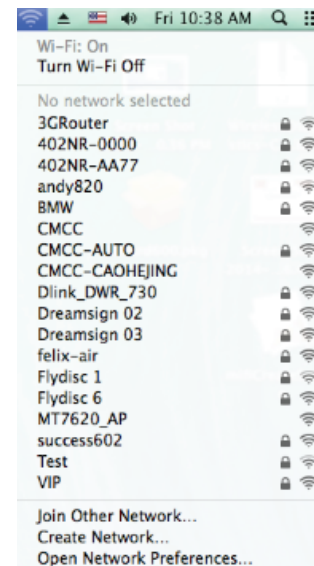 Fri 10:38 AM
Wi-Fi: On
Turn Wi-Fi Off
No network selected
3GRouter
402NR-0000
402NR-AA77
andy820
BMW
CMCC
CMCC-AUTO
CMCC-CAOHEJING
Dlink_DWR_730
Dreamsign 02
Dreamsign 03
felix-air
Flydisc 1
Flydisc 6
MT7620_AP
success602
Test
VIP
Join Other Network...
Create Network...
Open Network Preferences...